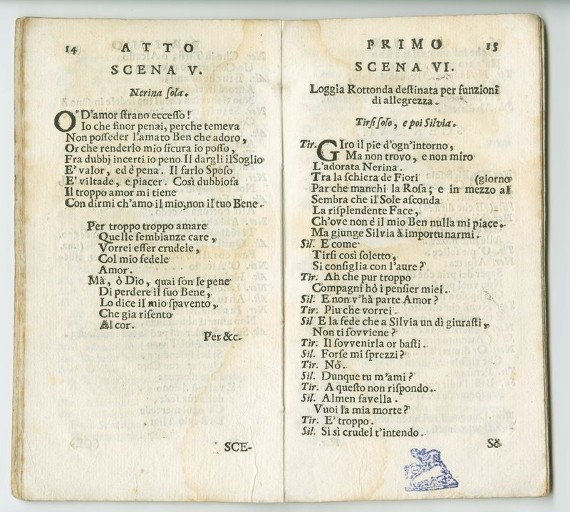 14 ATTO
SCENA V.
Nerina sola.
O D'amor strano eccesso!
Io che finor penai, perche temeva
Non posseder l'amato Ben che adoro,
Or che renderlo mio sicura io posso,
Fra dubbj incerti io peno. Il dargli il Soglio
E' valor, ed è pena. Il farlo Sposo
E' viltade, e piacer. Così dubbiosa
Il troppo amor mi tiene
Con dirmi ch'amo il mio, non il tuo Bene.
Per troppo troppo amare
Quelle sembianze care,
Vorrei esser crudele,
Col mio fedele
Amor.
Mà, ò Dio, quai son le pene
Di perdere il suo Bene,
Lo dice il mio spavento,
Che già risento
Al cor.
Per &c.
SCE-
PRIMO 15
SCENA VI.
Loggia Rottonda destinata per funzioni
di allegrezza.
Tirsi solo, e poi Silvia.
Tir. GIro il pie d'ogn'intorno,
Ma non trovo, e non miro
L'adorata Nerina.
Tra la schiera de Fiori (giorno
Par che manchi la Rosa; e in mezzo al
Sembra che il Sole asconda
La risplendente Face,
Ch'ove non è il mio Ben nulla mi piace.
Ma giunge Silvia à importunarmi.
Sil. E come
Tirsi così soletto,
Si consiglia con l'aure?
Tir. Ah che pur troppo
Compagni hò i pensier miei.
Sil. E non v'hà parte Amor?
Tir. Piu che vorrei.
Sil. E la fede che a Silvia un dì giurasti,
Non ti sovviene?
Tir. Il sovvenirla or basti.
Sil. Forse mi sprezzi?
Tir. Nò.
Sil. Dunque tu m'ami?
Tir. A questo non rispondo.
Sil. Almen favella.
Vuoi la mia morte?
Tir. E' troppo.
Sil. Sì sì crudel t'intendo.
Sò